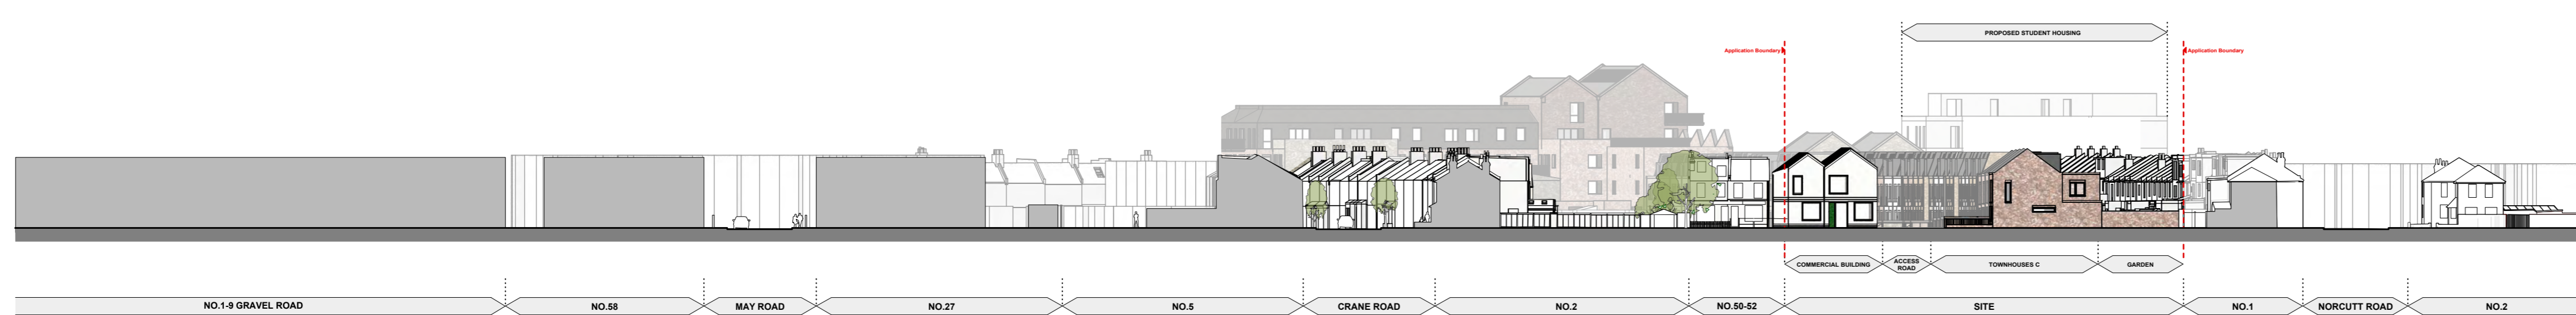 PROPOSED STUDENT HOUSING
Application Boundary
Application Boundary
COMMERCIAL BUILDING
ACCESS
ROAD
TOWNHOUSES C
GARDEN
NO.1-9 GRAVEL ROAD
NO.58
MAY ROAD
NO.27
NO.5
CRANE ROAD
NO.2
NO.50-52
SITE
NO.1
NORCUTT ROAD
NO.2